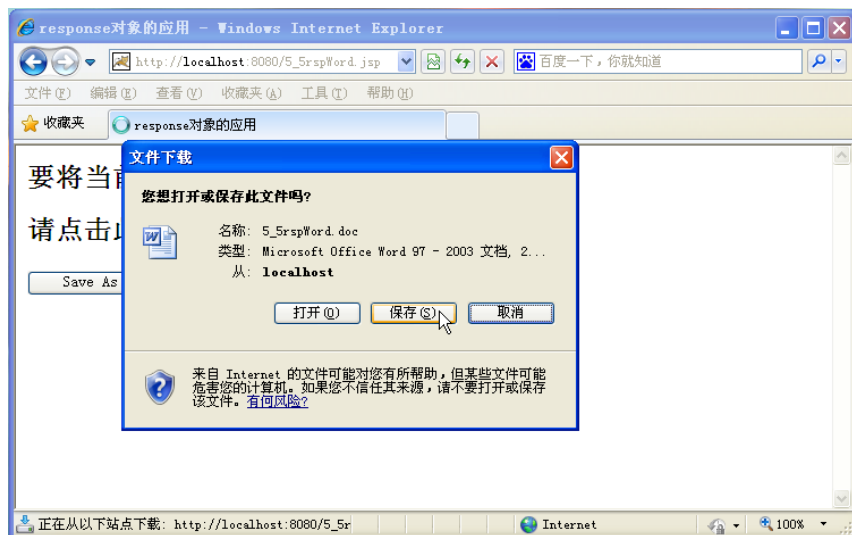 response对象的应用 - Windows Internet Explorer
http://localhost:8080/5_5rspWord.jsp 百度一下，你就知道
文件(F) 编辑(E) 查看(V) 收藏夹(A) 工具(T) 帮助(H)
收藏夹 response对象的应用
文件下载
要将当前
您想打开或保存此文件吗?
请点击
名称: 5_5rspWord.doc
类型: Microsoft Office Word 97 - 2003 文档, 2...
从: localhost
Save As
打开(O) 保存(S) 取消
来自 Internet 的文件可能对您有所帮助，但某些文件可能
危害您的计算机。如果您不信任其来源，请不要打开或保存
该文件。有何风险?
正在从以下站点下载: http://localhost:8080/5_5r Internet 100%